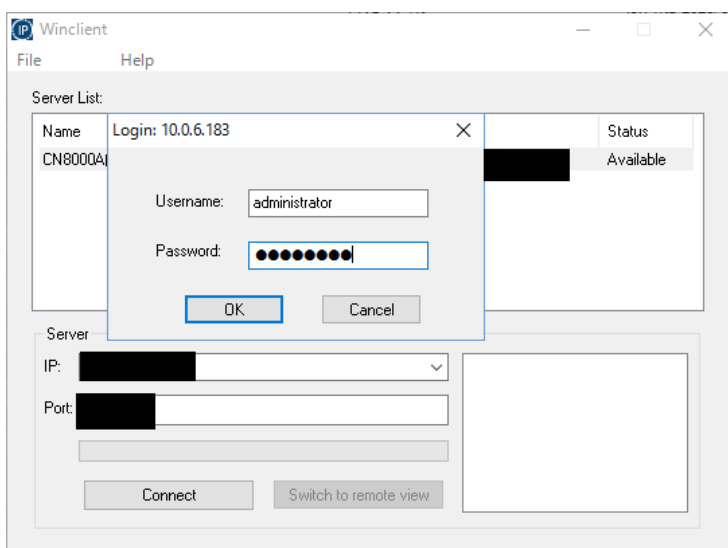 Winclient
File Help
Server List:
Name Status
CN8000A Available
Login: 10.0.6.183
Username: administrator
Password: ●●●●●●●●
OK Cancel
Server
IP:
Port:
Connect Switch to remote view